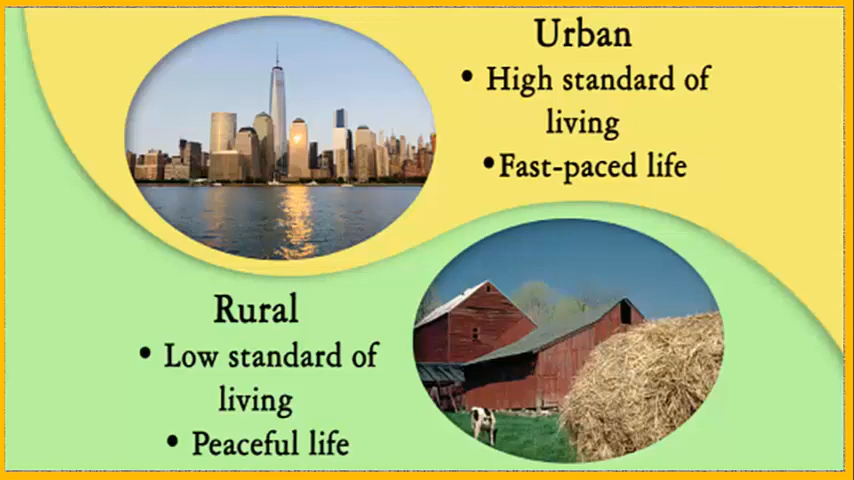 Urban
• High standard of
living
•Fast-paced life
Rural
• Low standard of
living
• Peaceful life